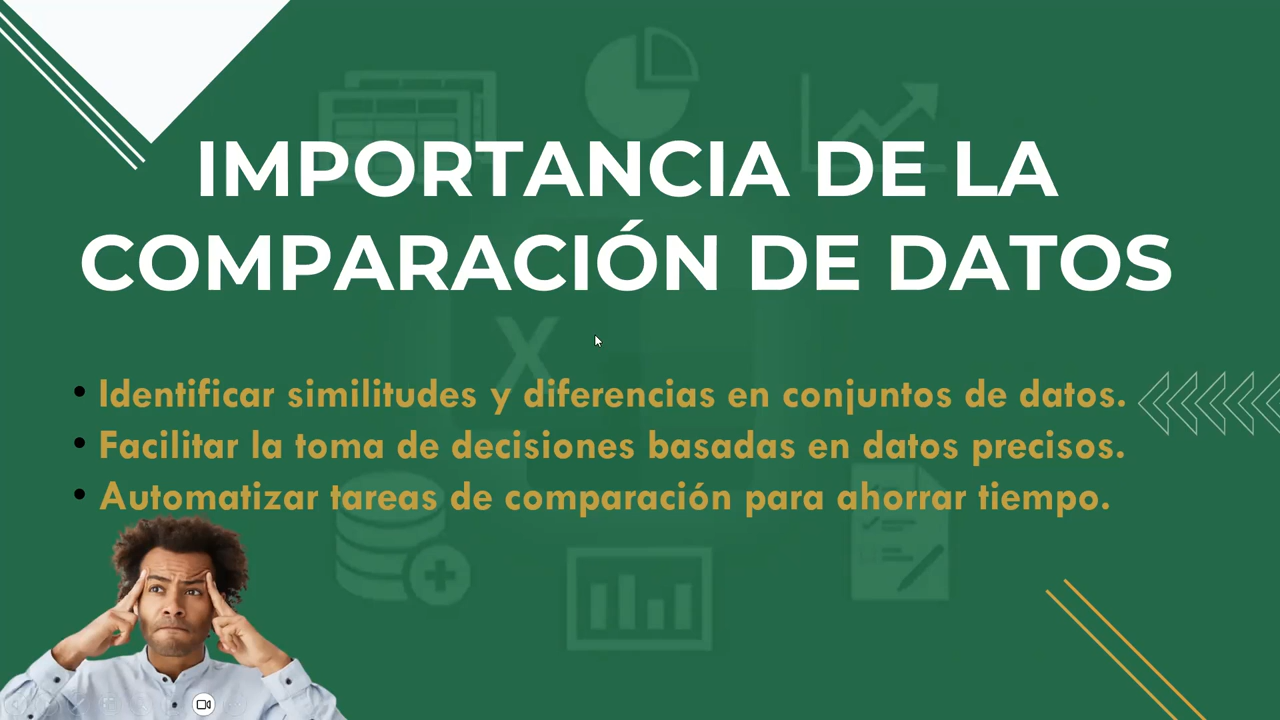 IMPORTANCIA DE LA
COMPARACIÓN DE DATOS
X
• Identificar similitudes y diferencias en conjuntos de datos.
• Facilitar la toma de decisiones basadas en datos precisos.
• Automatizar tareas de comparación para ahorrar tiempo.